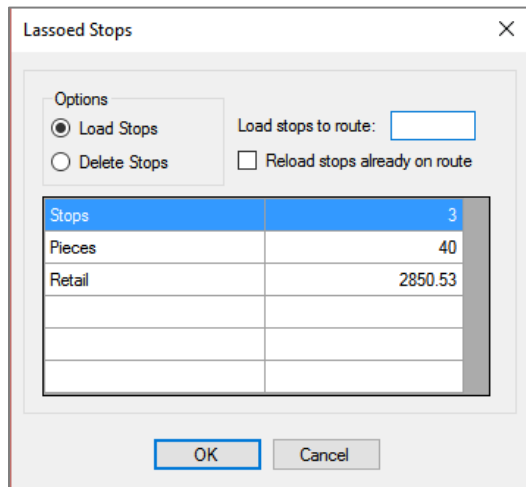 Lassoed Stops
Options
Load Stops
Delete Stops
Load stops to route:
Reload stops already on route
Stops 3
Pieces 40
Retail 2850.53
OK Cancel